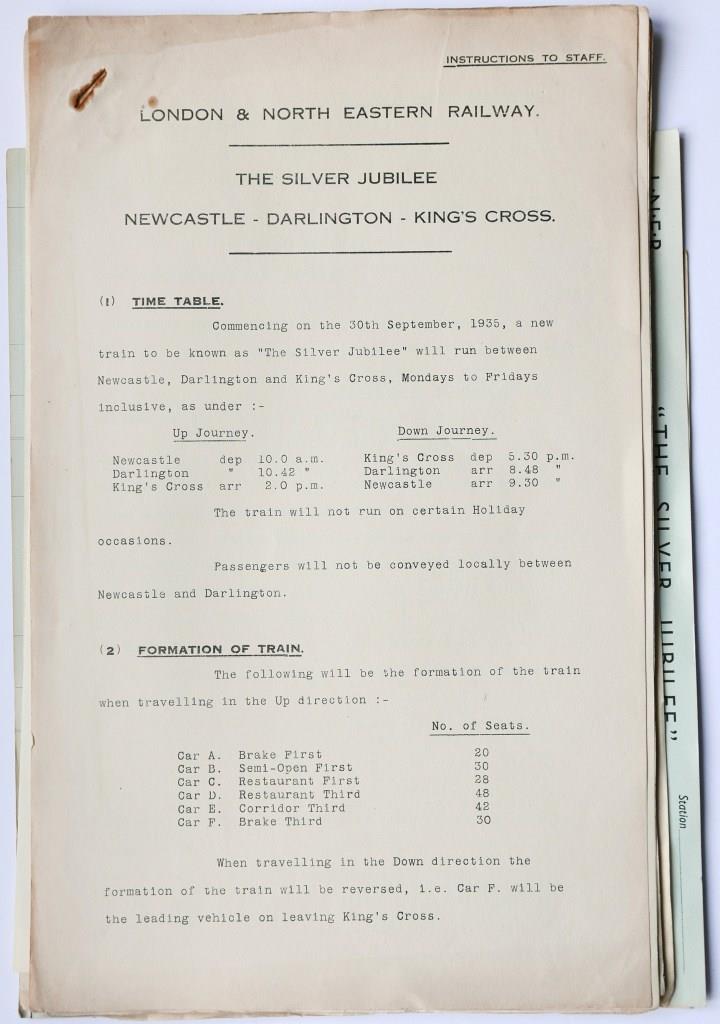 INSTRUCTIONS TO STAFF.
LONDON & NORTH EASTERN RAILWAY.
THE SILVER JUBILEE
NEWCASTLE - DARLINGTON - KING'S CROSS.
(1) TIME TABLE.
Commencing on the 30th September, 1935, a new
train to be known as "The Silver Jubilee" will run between
Newcastle, Darlington and King's Cross, Mondays to Fridays
inclusive, as under :-
Up Journey. Down Journey.
Newcastle dep 10.0 a.m. King's Cross dep 5.30 p.m.
Darlington " 10.42 " Darlington arr 8.48 "
King's Cross arr 2.0 p.m. Newcastle arr 9.30 "
The train will not run on certain Holiday
occasions.
Passengers will not be conveyed locally between
Newcastle and Darlington.
(2) FORMATION OF TRAIN.
The following will be the formation of the train
when travelling in the Up direction :-
No. of Seats.
Car A. Brake First 20
Car B. Semi-Open First 30
Car C. Restaurant First 28
Car D. Restaurant Third 48
Car E. Corridor Third 42
Car F. Brake Third 30
When travelling in the Down direction the
formation of the train will be reversed, i.e. Car F. will be
the leading vehicle on leaving King's Cross.
L·N·E·R
"THE SILVER JUBILEE"
Station